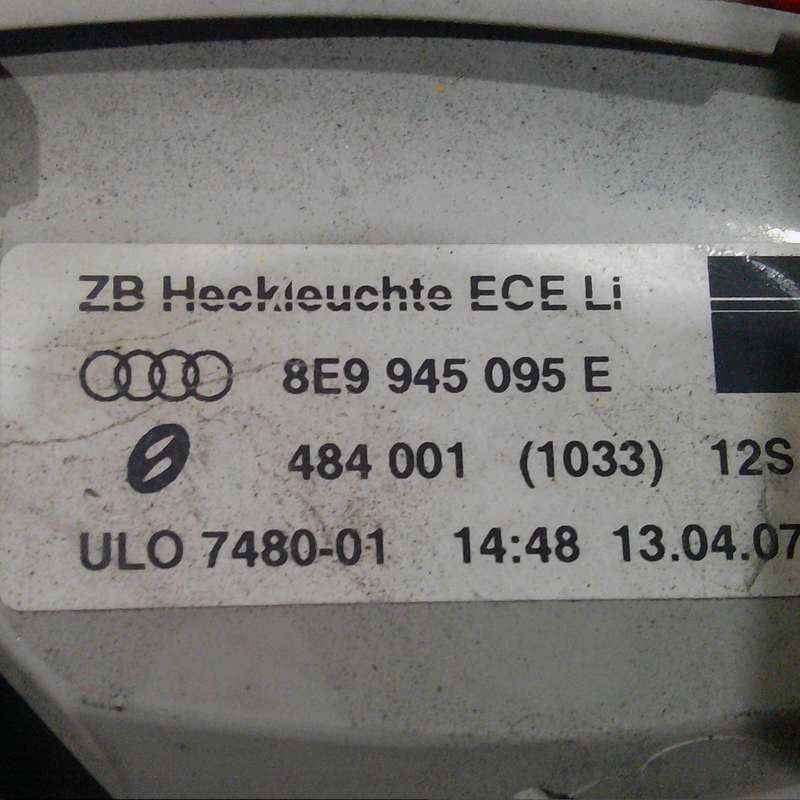 ZB Heckleuchte ECE Li
8E9 945 095 E
484 001 (1033) 12S
ULO 7480-01 14:48 13.04.07